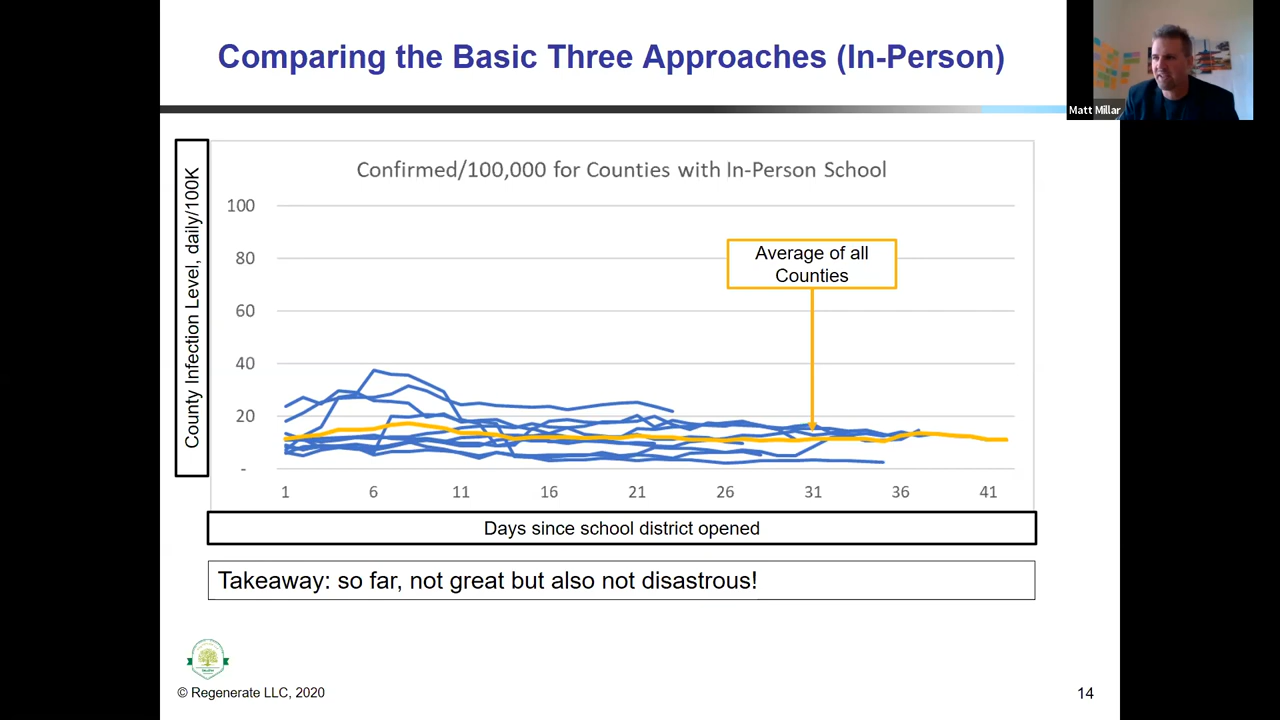 Comparing the Basic Three Approaches (In-Person)
Matt Millar
County Infection Level, daily/100K
Confirmed/100,000 for Counties with In-Person School
100
80
60
40
20
-
Average of all
Counties
1 6 11 16 21 26 31 36 41
Days since school district opened
Takeaway: so far, not great but also not disastrous!
© Regenerate LLC, 2020
14